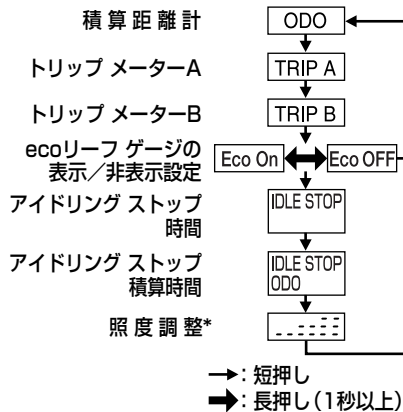 積算距離計
ODO
トリップ メーターA
TRIP A
トリップ メーターB
TRIP B
ecoリーフ ゲージの
表示／非表示設定
Eco On
Eco OFF
アイドリング ストップ
時間
IDLE STOP
アイドリング ストップ
積算時間
IDLE STOP
ODO
照度調整*
：短押し
：長押し（1秒以上）